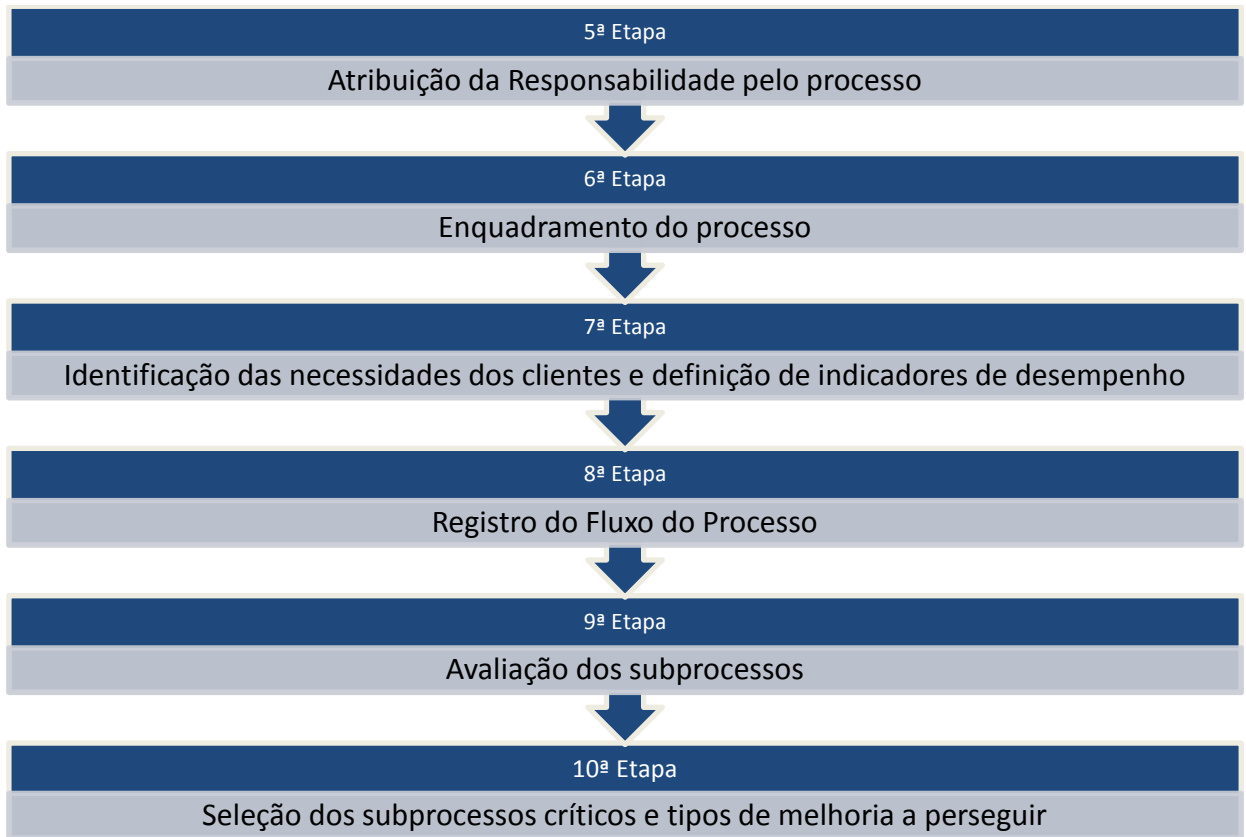 5ª Etapa
Atribuição da Responsabilidade pelo processo
6ª Etapa
Enquadramento do processo
7ª Etapa
Identificação das necessidades dos clientes e definição de indicadores de desempenho
8ª Etapa
Registro do Fluxo do Processo
9ª Etapa
Avaliação dos subprocessos
10ª Etapa
Seleção dos subprocessos críticos e tipos de melhoria a perseguir